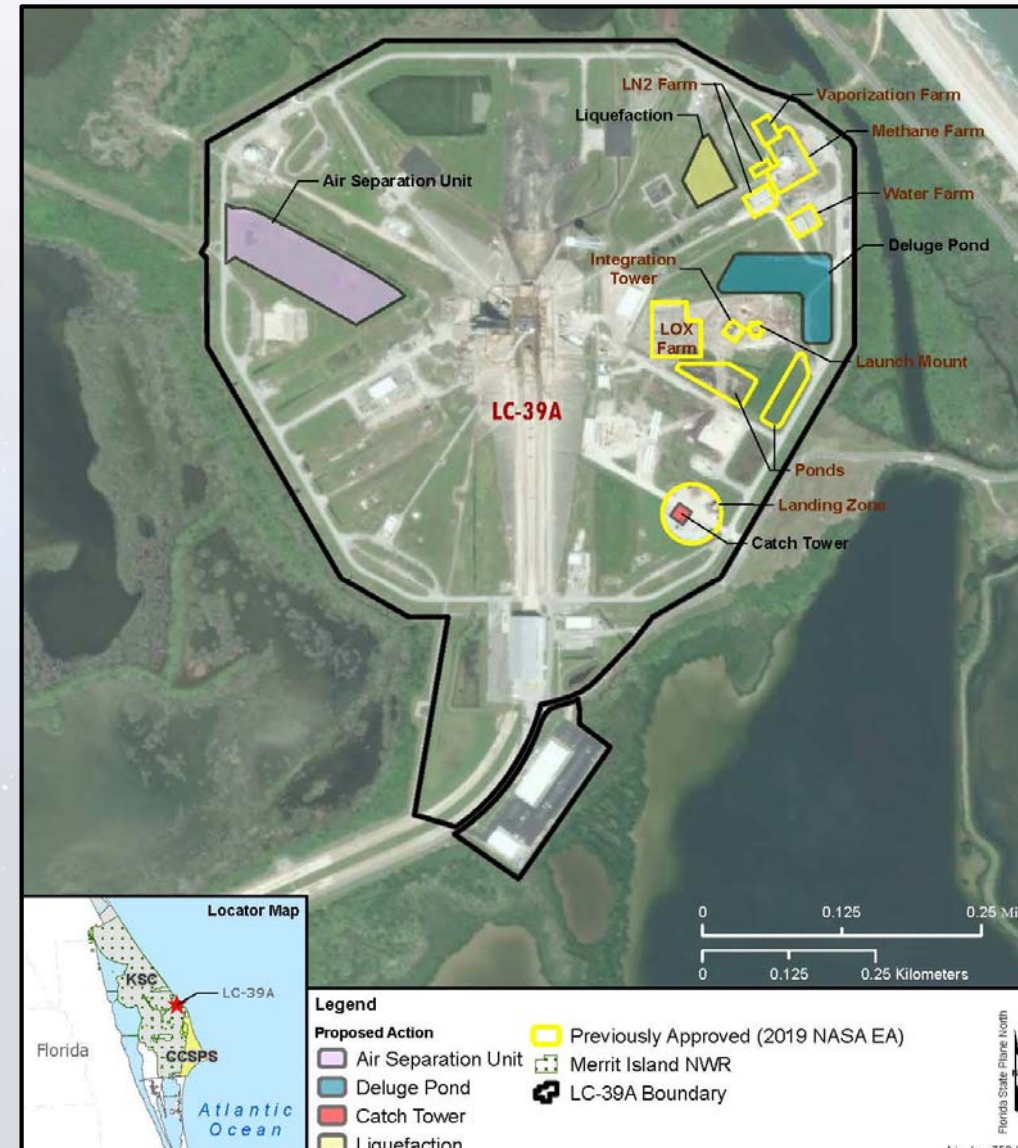 LN2 Farm
Vaporization Farm
Liquefaction
Methane Farm
Air Separation Unit
Water Farm
Deluge Pond
Integration
Tower
LOX
Farm
Launch Mount
LC-39A
Ponds
Landing Zone
Catch Tower
0 0.125 0.25 Mi
0 0.125 0.25 Kilometers
Locator Map
KSC
LC-39A
Florida
CCSPS
Atlantic
Ocean
Legend
Proposed Action
Air Separation Unit
Deluge Pond
Catch Tower
Liquefaction
Previously Approved (2019 NASA EA)
Merrit Island NWR
LC-39A Boundary
Florida State Plane North